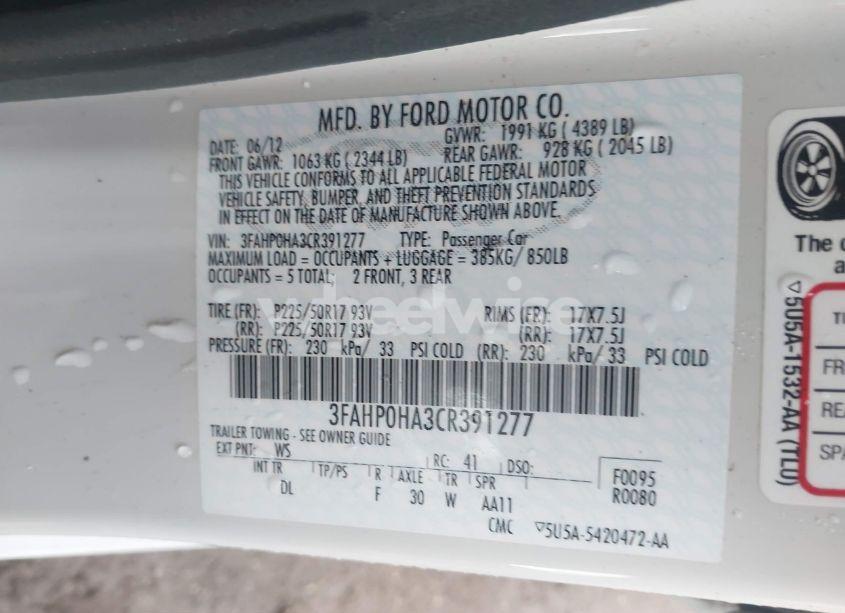 MFD. BY FORD MOTOR CO.
DATE: 06/12 GVWR: 1991 KG ( 4389 LB)
FRONT GAWR: 1063 KG ( 2344 LB) REAR GAWR: 928 KG ( 2045 LB)
THIS VEHICLE CONFORMS TO ALL APPLICABLE FEDERAL MOTOR
VEHICLE SAFETY, BUMPER, AND THEFT PREVENTION STANDARDS
IN EFFECT ON THE DATE OF MANUFACTURE SHOWN ABOVE.
VIN: 3FAHP0HA3CR391277 TYPE: Passenger Car
MAXIMUM LOAD = OCCUPANTS + LUGGAGE = 385KG/ 850LB
OCCUPANTS = 5 TOTAL; 2 FRONT, 3 REAR
wheelwire
TIRE (FR): P225/50R17 93V RIMS (FR): 17X7.5J
(RR): P225/50R17 93V (RR): 17X7.5J
PRESSURE (FR): 230 kPa/ 33 PSI COLD (RR): 230 kPa/ 33 PSI COLD
3FAHP0HA3CR391277
TRAILER TOWING - SEE OWNER GUIDE
EXT PNT: WS RC: 41 DSO: F0095
INT TR TP/PS R AXLE TR SPR R0080
DL F 30 W AA11
CMC ▽5U5A-5420472-AA
▽5U5A-1532-AA (TLU)
The c
a
FR
REA
SPA